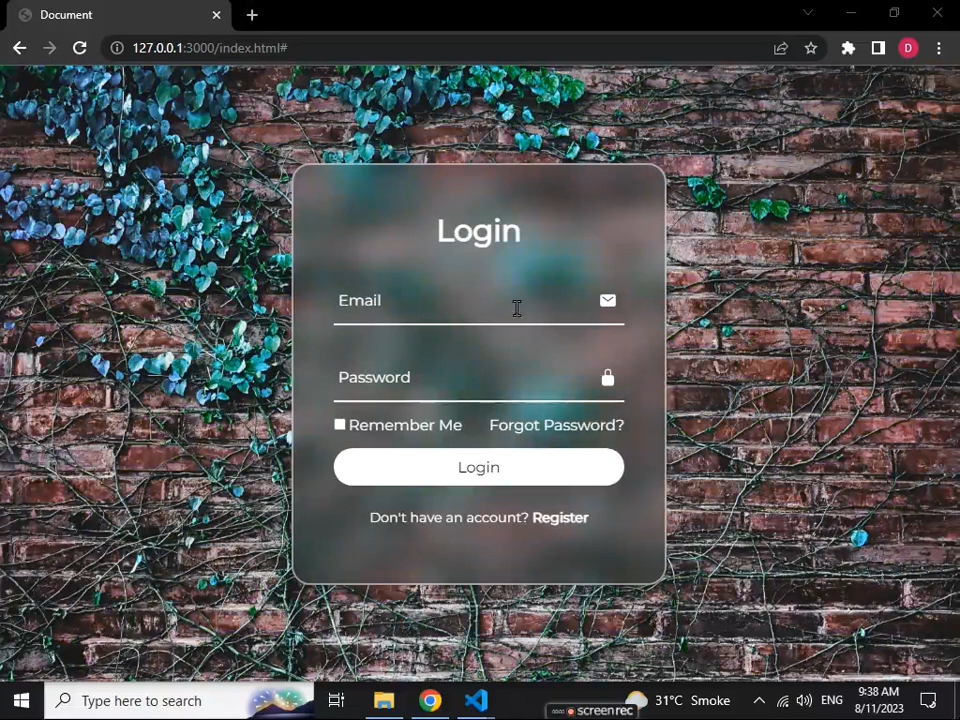 Document
127.0.0.1:3000/index.html#
D
Login
Email
Password
Remember Me Forgot Password?
Login
Don't have an account? Register
Type here to search
31°C Smoke
ENG
9:38 AM
8/11/2023
screenrec